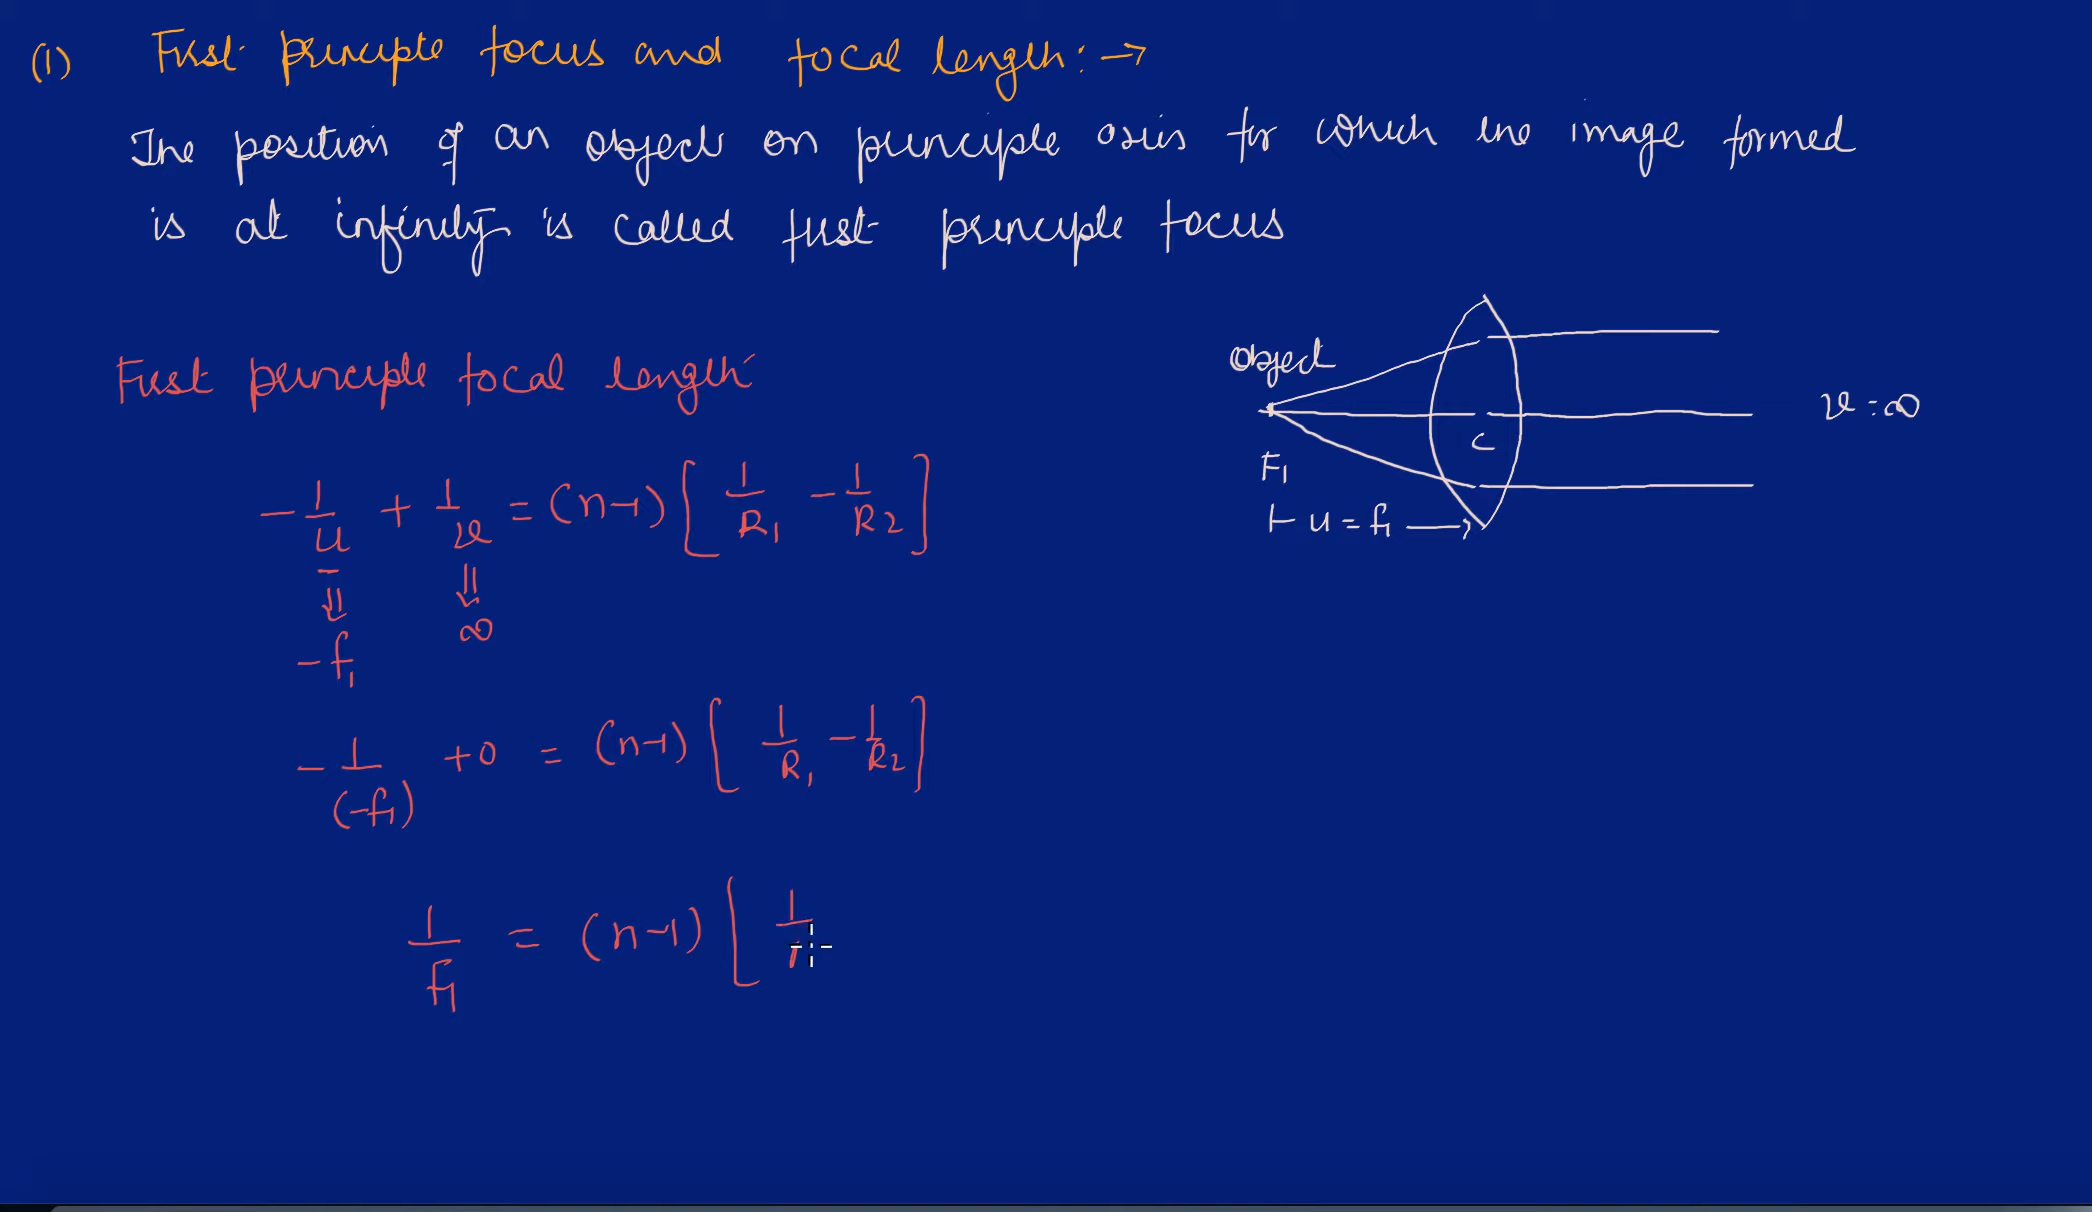 (1) First principle focus and focal length:→
The position of an object on principle axis for which the image formed
is at infinity is called first principle focus
Object
First principle focal length
v=∞
C
F₁
⊢ u = f₁ →
-1/u + 1/v = (n-1)[1/R₁ - 1/R₂]
⇓ ⇓
-f₁ ∞
-1/(-f₁) +0 = (n-1)[1/R₁ - 1/R₂]
1/f₁ = (n-1)[1/